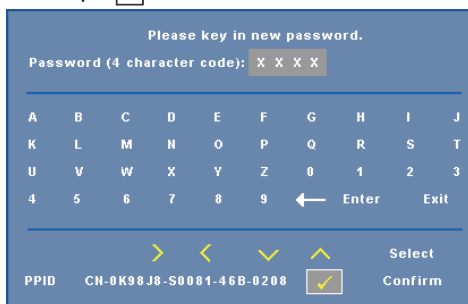 Please key in new password.
Password (4 character code): X X X X
A B C D E F G H I J
K L M N O P Q R S T
U V W X Y Z 0 1 2 3
4 5 6 7 8 9 ← Enter Exit
Select
PPID CN-0K98J8-S0081-46B-0208 Confirm